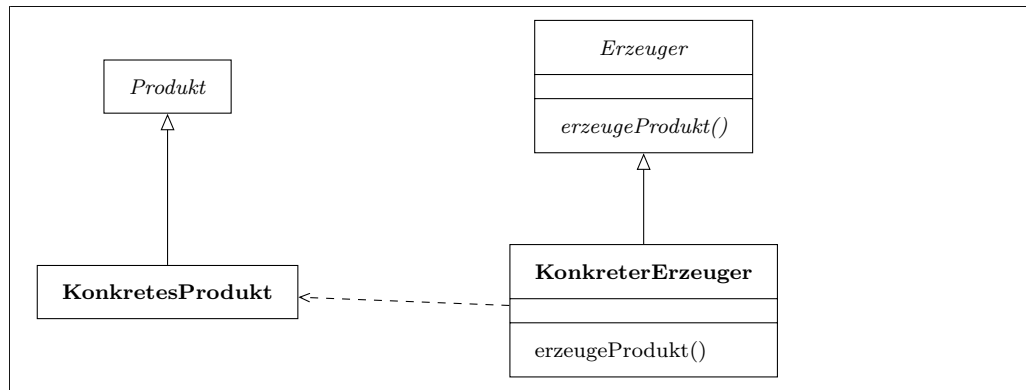 Produkt
KonkretesProdukt
Erzeuger
erzeugeProdukt()
KonkreterErzeuger
erzeugeProdukt()